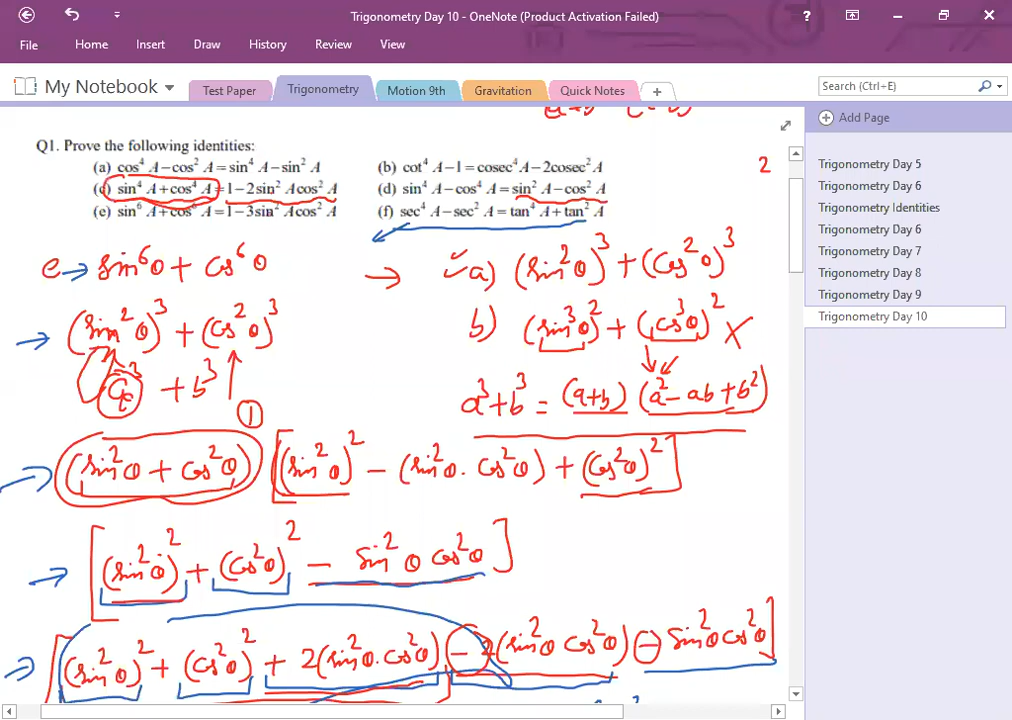 Trigonometry Day 10 - OneNote (Product Activation Failed)
File Home Insert Draw History Review View
My Notebook Test Paper Trigonometry Motion 9th Gravitation Quick Notes + Search (Ctrl+E)
Add Page
Trigonometry Day 5
Trigonometry Day 6
Trigonometry Identities
Trigonometry Day 6
Trigonometry Day 7
Trigonometry Day 8
Trigonometry Day 9
Trigonometry Day 10
Q1. Prove the following identities:
(a) cos⁴ A−cos² A = sin⁴ A−sin² A (b) cot⁴ A−1 = cosec⁴ A−2cosec² A
(c) sin⁴ A+cos⁴ A = 1−2sin² Acos² A (d) sin⁴ A−cos⁴ A = sin² A−cos² A
(e) sin⁶ A+cos⁶ A = 1−3sin² Acos² A (f) sec⁴ A−sec² A = tan⁴ A+tan² A
2
e → sin⁶θ + cos⁶θ → ✓a) (sin²θ)³ + (cos²θ)³
→ (sin²θ)³ + (cos²θ)³ b) (sin³θ)² + (cos³θ)² ×
a³ + b³ a³+b³ = (a+b) (a² − ab + b²)
①
→ (sin²θ + cos²θ) [(sin²θ)² − (sin²θ. cos²θ) + (cos²θ)²]
→ [(sin²θ)² + (cos²θ)² − sin²θ cos²θ]
→ [(sin²θ)² + (cos²θ)² + 2(sin²θ.cos²θ) − 2(sin²θ cos²θ) − sin²θcos²θ]